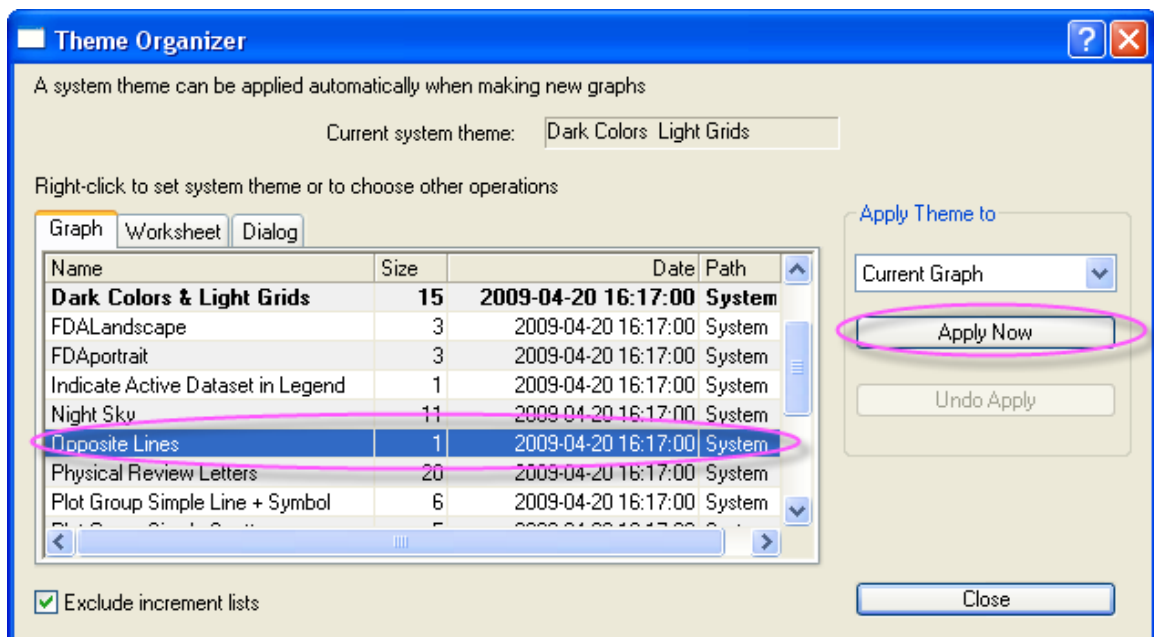 Theme Organizer
A system theme can be applied automatically when making new graphs
Current system theme: Dark Colors Light Grids
Right-click to set system theme or to choose other operations
Graph Worksheet Dialog
Name Size Date Path
Dark Colors & Light Grids 15 2009-04-20 16:17:00 System
FDALandscape 3 2009-04-20 16:17:00 System
FDAportrait 3 2009-04-20 16:17:00 System
Indicate Active Dataset in Legend 1 2009-04-20 16:17:00 System
Night Sky 11 2009-04-20 16:17:00 System
Opposite Lines 1 2009-04-20 16:17:00 System
Physical Review Letters 20 2009-04-20 16:17:00 System
Plot Group Simple Line + Symbol 6 2009-04-20 16:17:00 System
Apply Theme to
Current Graph
Apply Now
Undo Apply
Exclude increment lists
Close